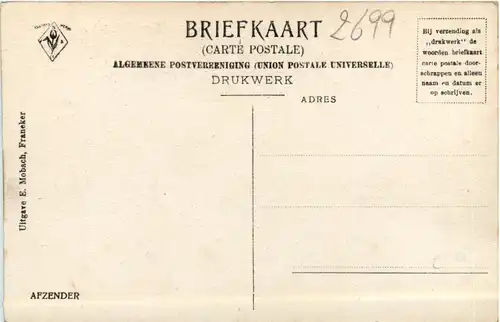 BRIEFKAART
2699
(CARTE POSTALE)
ALGEMEENE POSTVEREENIGING (UNION POSTALE UNIVERSELLE)
DRUKWERK
ADRES
Bij verzending als
„drukwerk" de
woorden briefkaart
carte postale door-
schrappen en alleen
naam en datum er
op schrijven.
Uitgave E. Mobach, Franeker
AFZENDER